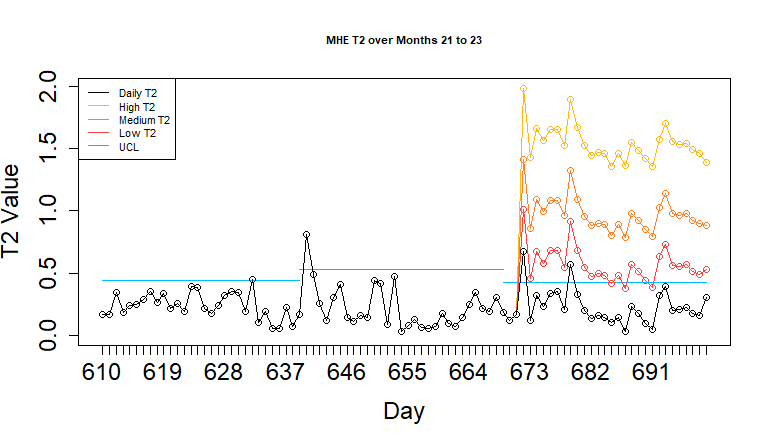 MHE T2 over Months 21 to 23
Daily T2
High T2
Medium T2
Low T2
UCL
T2 Value
2.0
1.5
1.0
0.5
0.0
610 619 628 637 646 655 664 673 682 691
Day